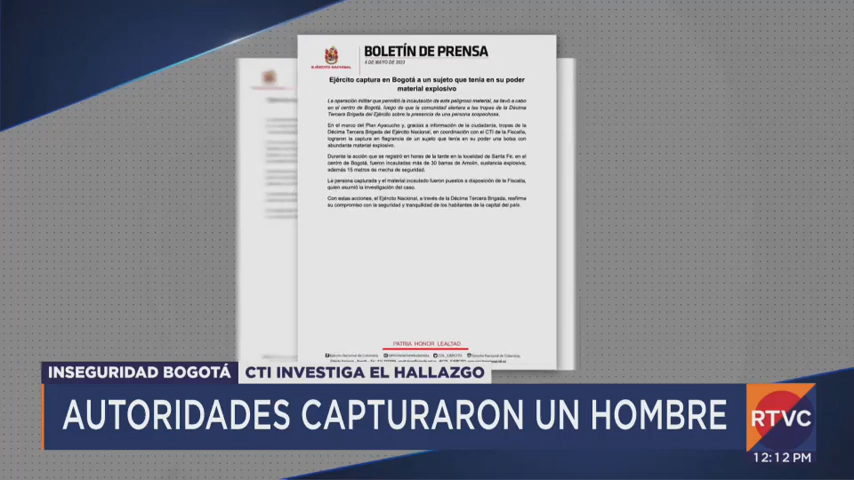 BOLETÍN DE PRENSA
4 DE MAYO DE 2023
EJÉRCITO NACIONAL
Ejército captura en Bogotá a un sujeto que tenía en su poder
material explosivo
La operación militar que permitió la incautación de este peligroso material, se llevó a cabo
en el centro de Bogotá, luego de que la comunidad alertara a las tropas de la Décima
Tercera Brigada del Ejército sobre la presencia de una persona sospechosa.
En el marco del Plan Ayacucho y, gracias a información de la ciudadanía, tropas de la
Décima Tercera Brigada del Ejército Nacional, en coordinación con el CTI de la Fiscalía,
lograron la captura en flagrancia de un sujeto que tenía en su poder una bolsa con
abundante material explosivo.
Durante la acción que se registró en horas de la tarde en la localidad de Santa Fe, en el
centro de Bogotá, fueron incautadas más de 30 barras de Amolin, sustancia explosiva;
además 15 metros de mecha de seguridad.
La persona capturada y el material incautado fueron puestos a disposición de la Fiscalía,
quien asumió la investigación del caso.
Con estas acciones, el Ejército Nacional, a través de la Décima Tercera Brigada, reafirma
su compromiso con la seguridad y tranquilidad de los habitantes de la capital del país.
PATRIA HONOR LEALTAD
INSEGURIDAD BOGOTÁ CTI INVESTIGA EL HALLAZGO
AUTORIDADES CAPTURARON UN HOMBRE
RTVC
12:12 PM